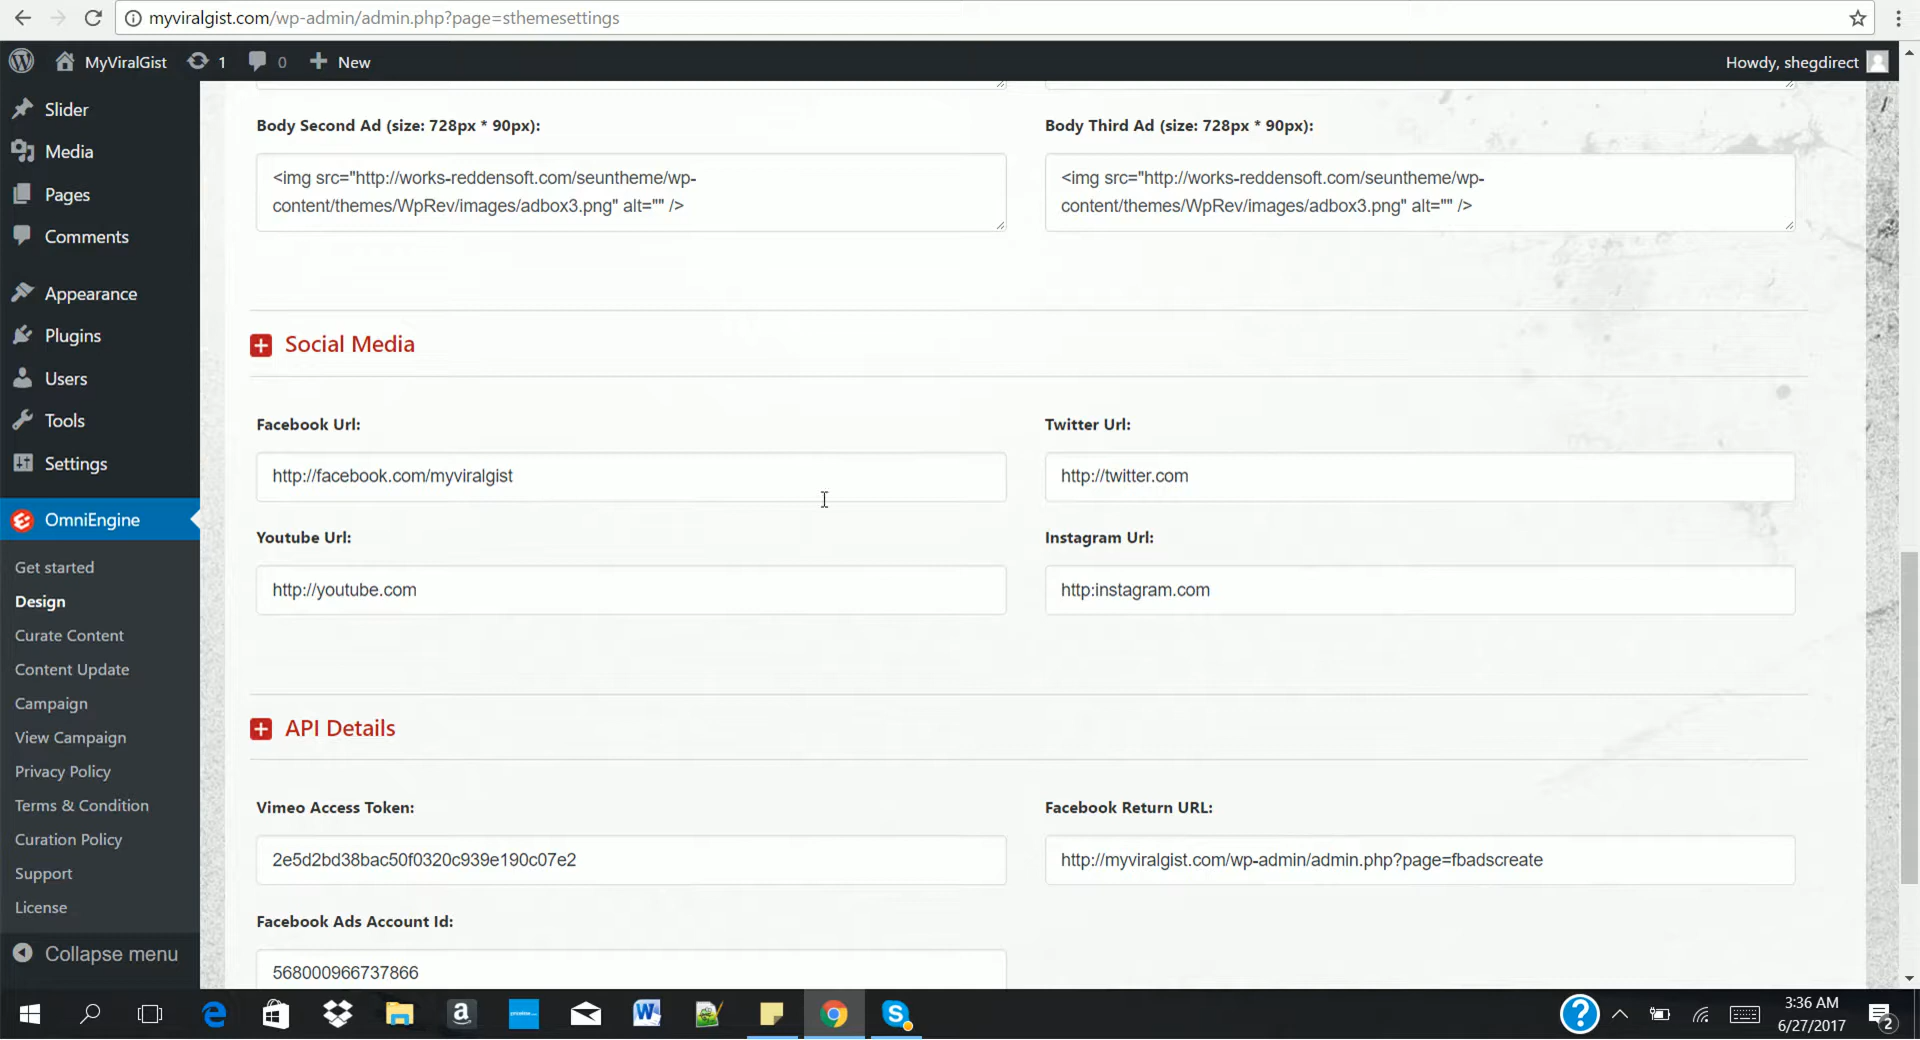 myviralgist.com/wp-admin/admin.php?page=sthemesettings
MyViralGist
1
0
New
Howdy, shegdirect
Slider
Media
Pages
Comments
Appearance
Plugins
Users
Tools
Settings
OmniEngine
Get started
Design
Curate Content
Content Update
Campaign
View Campaign
Privacy Policy
Terms & Condition
Curation Policy
Support
License
Collapse menu
Body Second Ad (size: 728px * 90px):
<img src="http://works-reddensoft.com/seuntheme/wp-
content/themes/WpRev/images/adbox3.png" alt="" />
Body Third Ad (size: 728px * 90px):
<img src="http://works-reddensoft.com/seuntheme/wp-
content/themes/WpRev/images/adbox3.png" alt="" />
Social Media
Facebook Url:
http://facebook.com/myviralgist
Twitter Url:
http://twitter.com
Youtube Url:
http://youtube.com
Instagram Url:
http:instagram.com
API Details
Vimeo Access Token:
2e5d2bd38bac50f0320c939e190c07e2
Facebook Return URL:
http://myviralgist.com/wp-admin/admin.php?page=fbadscreate
Facebook Ads Account Id:
568000966737866
3:36 AM
6/27/2017
2